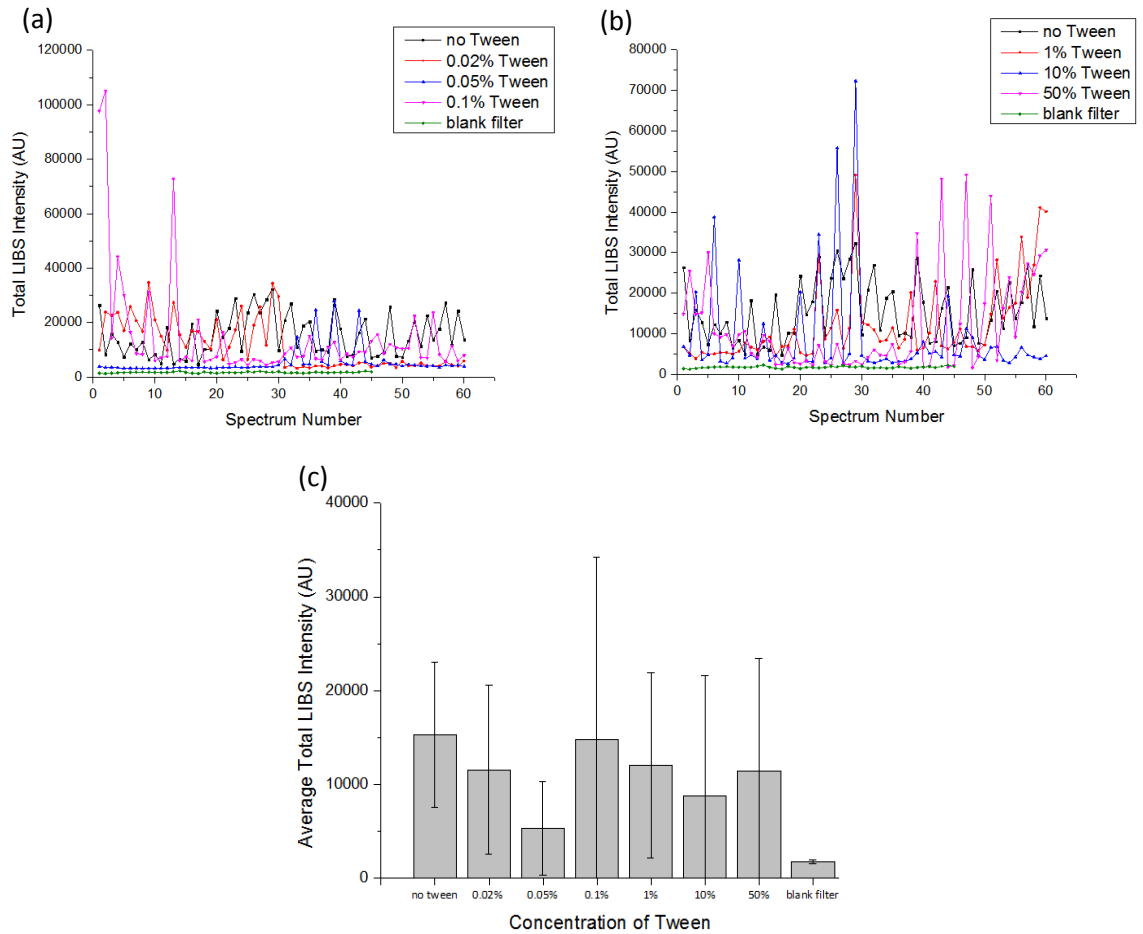 (a)
120000
100000
80000
60000
40000
20000
0
Total LIBS Intensity (AU)
0 10 20 30 40 50 60
Spectrum Number
no Tween
0.02% Tween
0.05% Tween
0.1% Tween
blank filter
(b)
80000
70000
60000
50000
40000
30000
20000
10000
0
Total LIBS Intensity (AU)
0 10 20 30 40 50 60
Spectrum Number
no Tween
1% Tween
10% Tween
50% Tween
blank filter
(c)
40000
30000
20000
10000
0
Average Total LIBS Intensity (AU)
no tween 0.02% 0.05% 0.1% 1% 10% 50% blank filter
Concentration of Tween